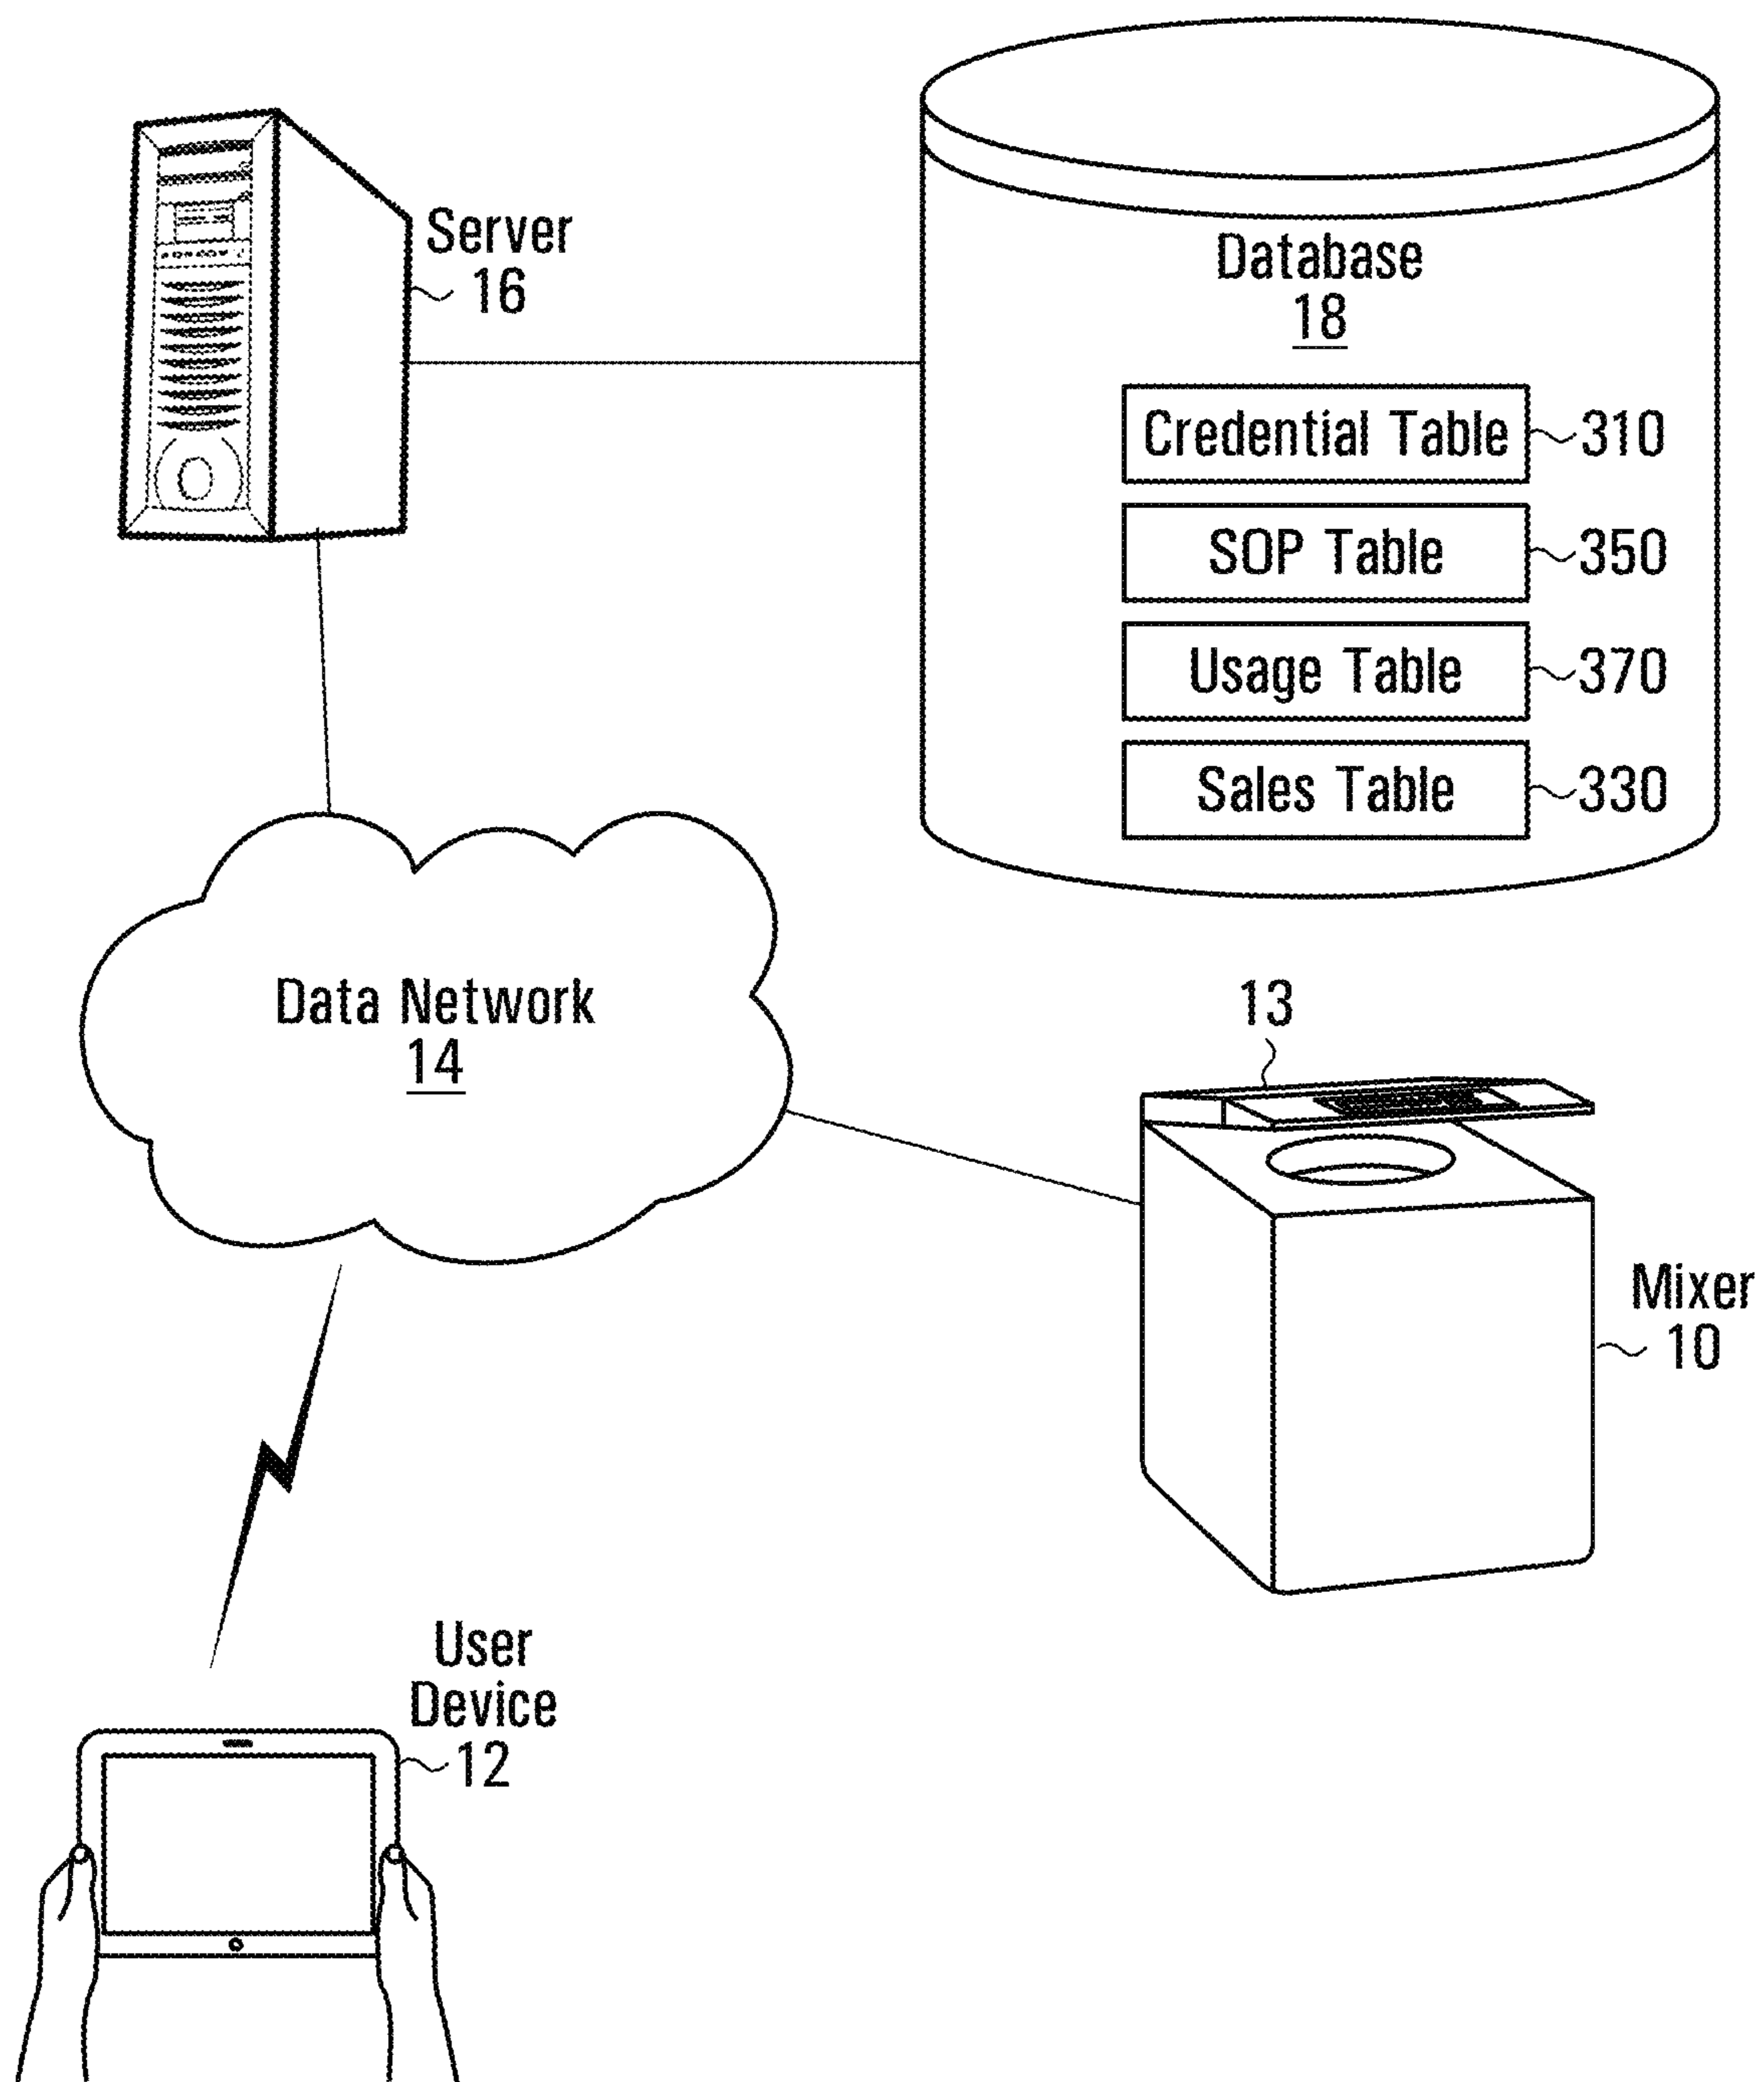 Server
16
Database
18
Credential Table
310
SOP Table
350
Usage Table
370
Sales Table
330
Data Network
14
13
Mixer
10
User
Device
12